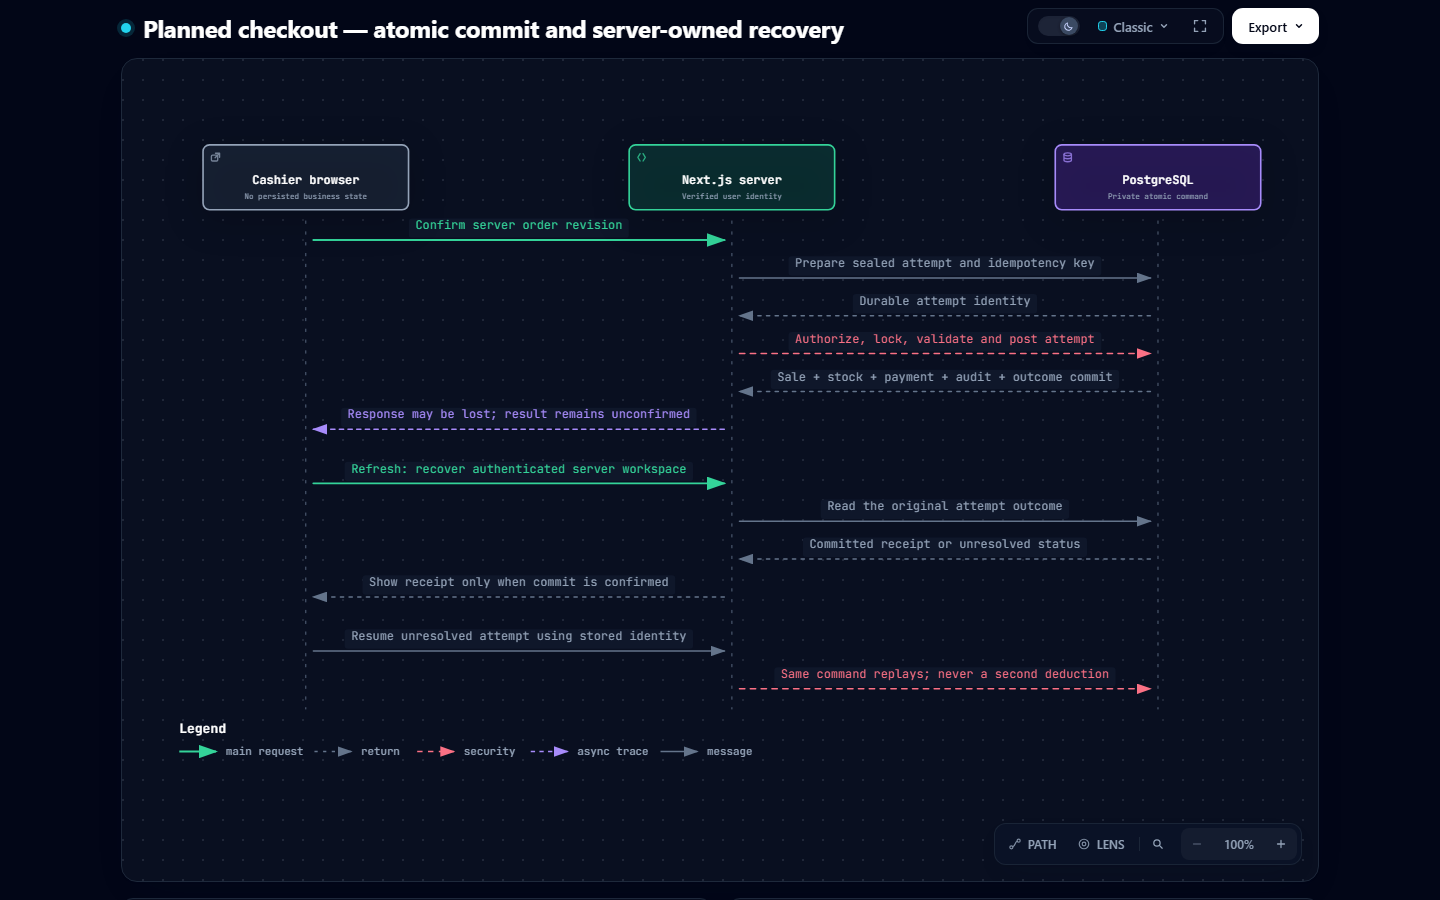 Planned checkout — atomic commit and server-owned recovery
Classic
Export
Cashier browser
No persisted business state
Next.js server
Verified user identity
PostgreSQL
Private atomic command
Confirm server order revision
Prepare sealed attempt and idempotency key
Durable attempt identity
Authorize, lock, validate and post attempt
Sale + stock + payment + audit + outcome commit
Response may be lost; result remains unconfirmed
Refresh: recover authenticated server workspace
Read the original attempt outcome
Committed receipt or unresolved status
Show receipt only when commit is confirmed
Resume unresolved attempt using stored identity
Same command replays; never a second deduction
Legend
main request return security async trace message
PATH LENS 100%